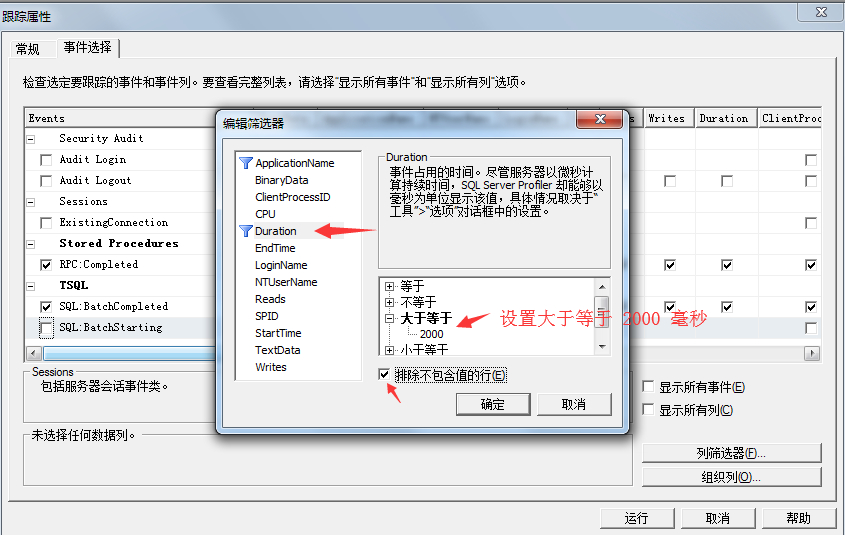 跟踪属性
常规
事件选择
检查选定要跟踪的事件和事件列。要查看完整列表，请选择"显示所有事件"和"显示所有列"选项。
Events
Writes
Duration
ClientProc
Security Audit
Audit Login
Audit Logout
Sessions
ExistingConnection
Stored Procedures
RPC:Completed
TSQL
SQL:BatchCompleted
SQL:BatchStarting
编辑筛选器
ApplicationName
BinaryData
ClientProcessID
CPU
Duration
EndTime
LoginName
NTUserName
Reads
SPID
StartTime
TextData
Writes
Duration
事件占用的时间。尽管服务器以微秒计
算持续时间，SQL Server Profiler 却能够以
毫秒为单位显示该值，具体情况取决于"
工具">"选项"对话框中的设置。
等于
不等于
大于等于
2000
小于等于
设置大于等于 2000 毫秒
排除不包含值的行(E)
确定
取消
Sessions
包括服务器会话事件类。
未选择任何数据列。
显示所有事件(E)
显示所有列(C)
列筛选器(F)...
组织列(O)...
运行
取消
帮助